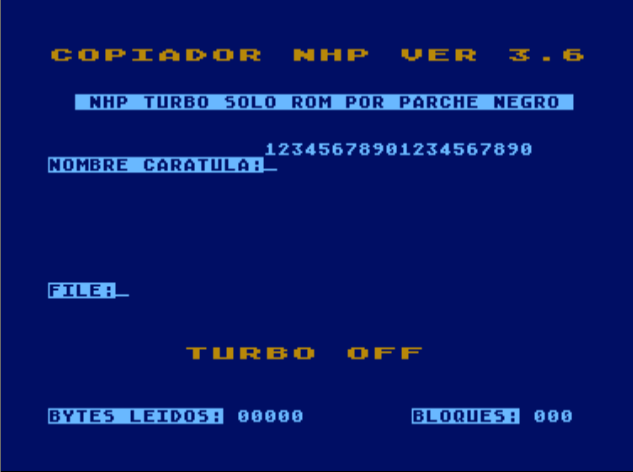 COPIADOR NHP VER 3.6
NHP TURBO SOLO ROM POR PARCHE NEGRO
12345678901234567890
NOMBRE CARATULA:_
FILE:_
TURBO OFF
BYTES LEIDOS: 00000 BLOQUES: 000